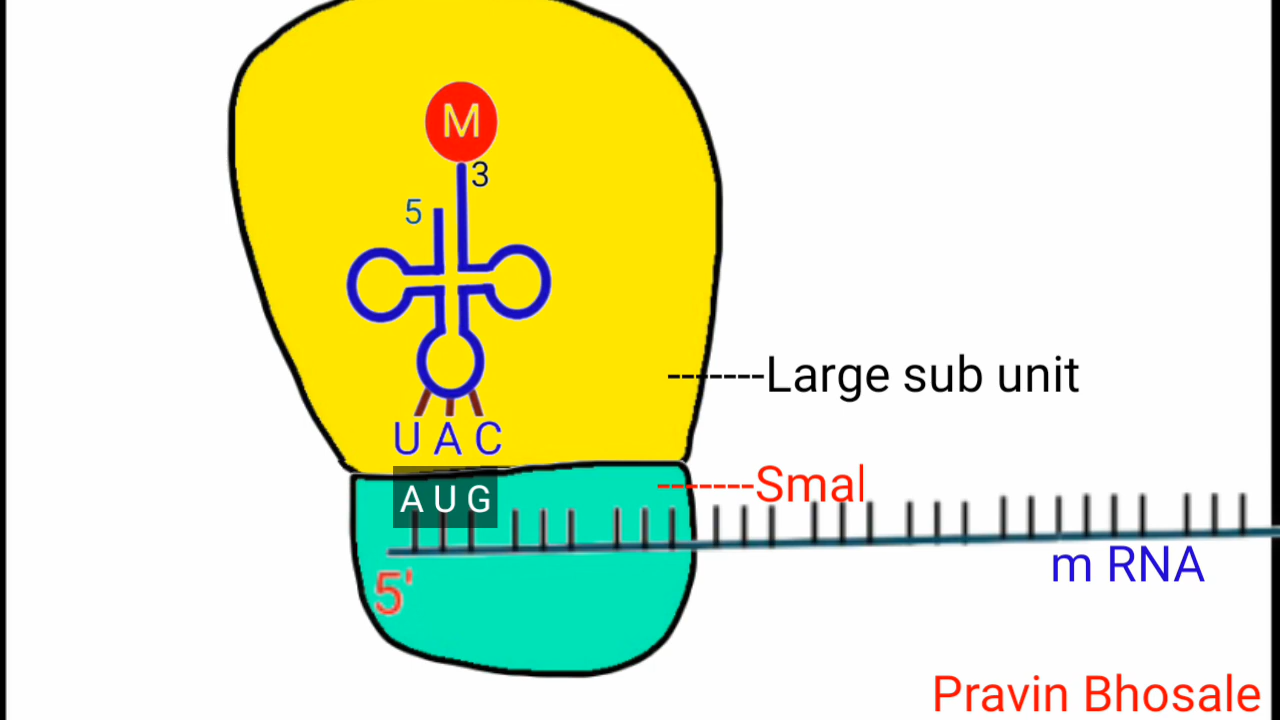 M
3
5
U A C
-------Large sub unit
A U G
-------Smal
m RNA
5'
Pravin Bhosale